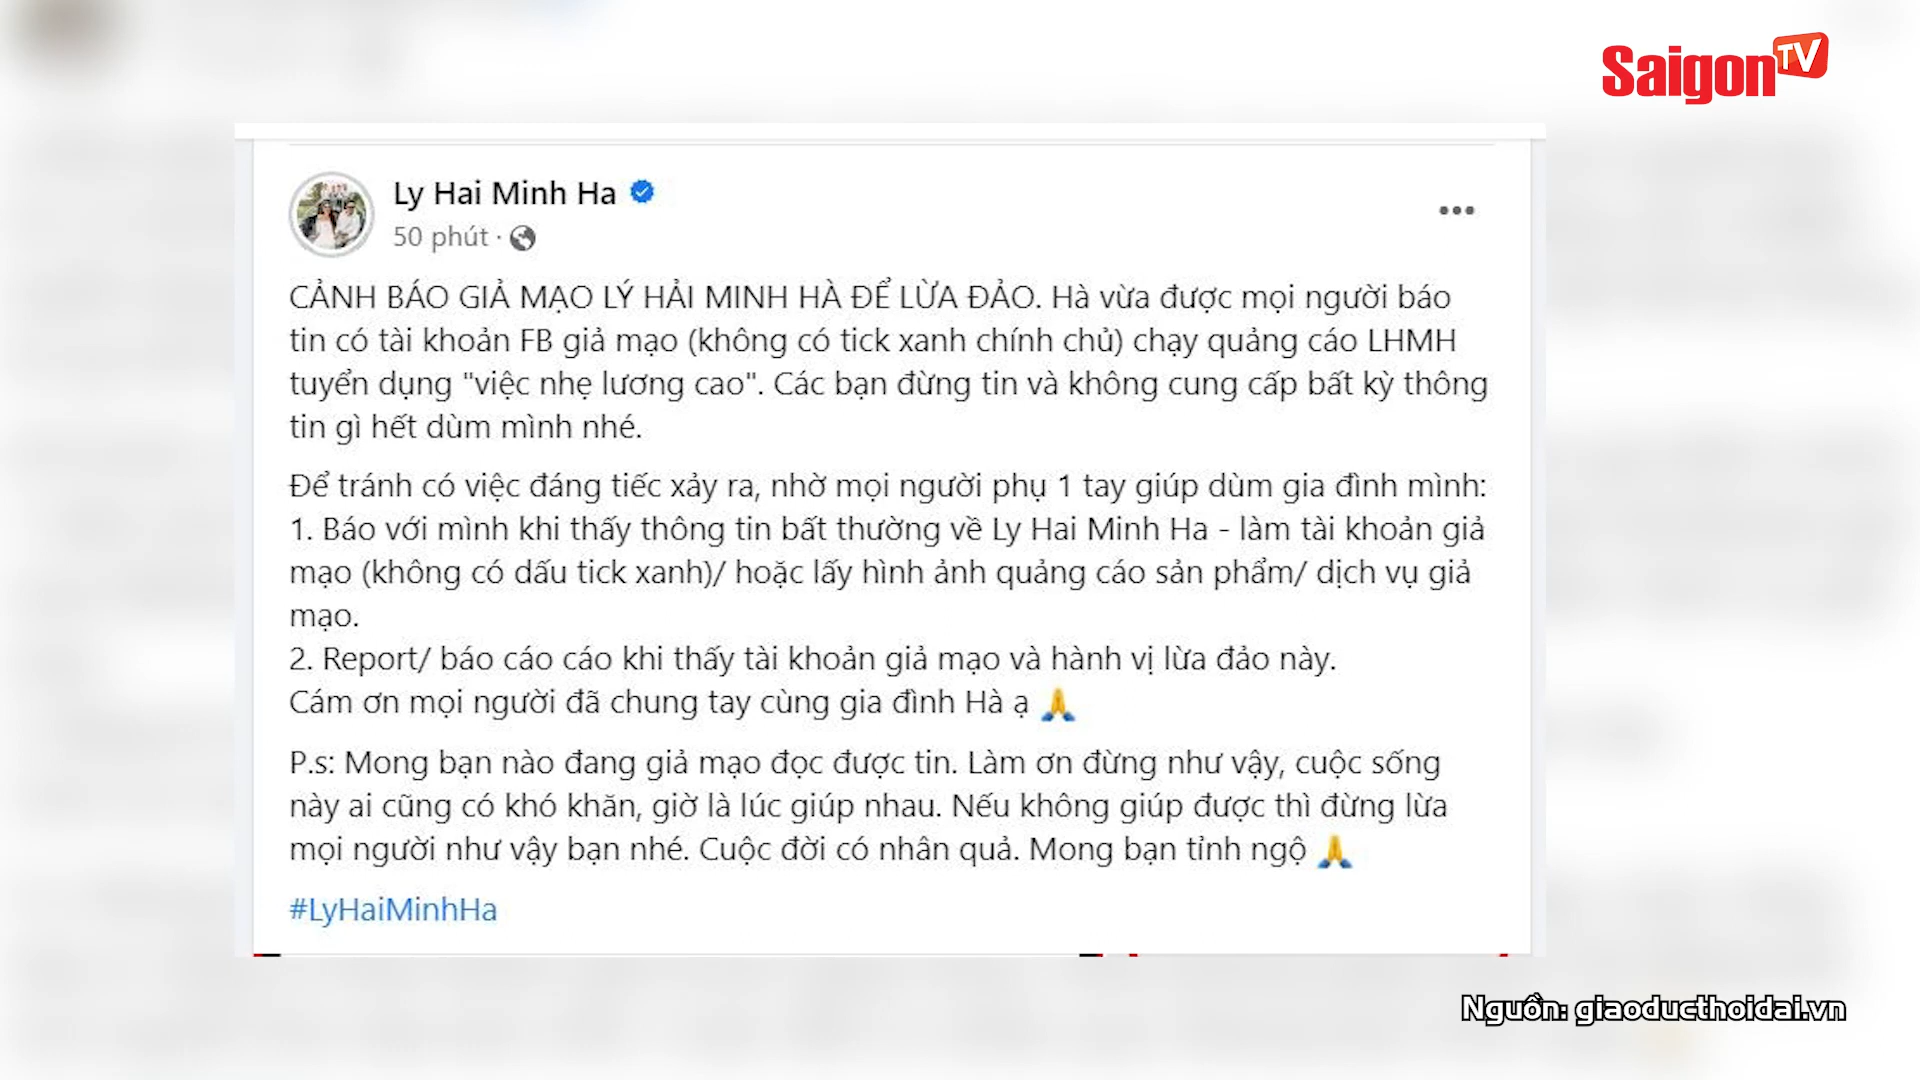 Saigon TV
Ly Hai Minh Ha
50 phút ·
CẢNH BÁO GIẢ MẠO LÝ HẢI MINH HÀ ĐỂ LỪA ĐẢO. Hà vừa được mọi người báo
tin có tài khoản FB giả mạo (không có tick xanh chính chủ) chạy quảng cáo LHMH
tuyển dụng "việc nhẹ lương cao". Các bạn đừng tin và không cung cấp bất kỳ thông
tin gì hết dùm mình nhé.
Để tránh có việc đáng tiếc xảy ra, nhờ mọi người phụ 1 tay giúp dùm gia đình mình:
1. Báo với mình khi thấy thông tin bất thường về Ly Hai Minh Ha - làm tài khoản giả
mạo (không có dấu tick xanh)/ hoặc lấy hình ảnh quảng cáo sản phẩm/ dịch vụ giả
mạo.
2. Report/ báo cáo cáo khi thấy tài khoản giả mạo và hành vị lừa đảo này.
Cám ơn mọi người đã chung tay cùng gia đình Hà ạ 🙏
P.s: Mong bạn nào đang giả mạo đọc được tin. Làm ơn đừng như vậy, cuộc sống
này ai cũng có khó khăn, giờ là lúc giúp nhau. Nếu không giúp được thì đừng lừa
mọi người như vậy bạn nhé. Cuộc đời có nhân quả. Mong bạn tỉnh ngộ 🙏
#LyHaiMinhHa
Nguồn: giaoducthoidai.vn